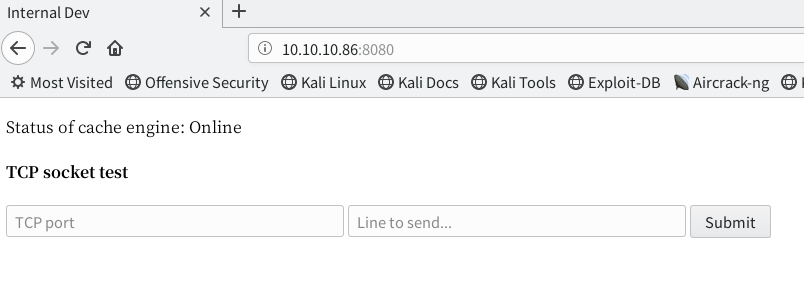 Internal Dev
10.10.10.86:8080
Most Visited Offensive Security Kali Linux Kali Docs Kali Tools Exploit-DB Aircrack-ng
Status of cache engine: Online
TCP socket test
TCP port Line to send... Submit